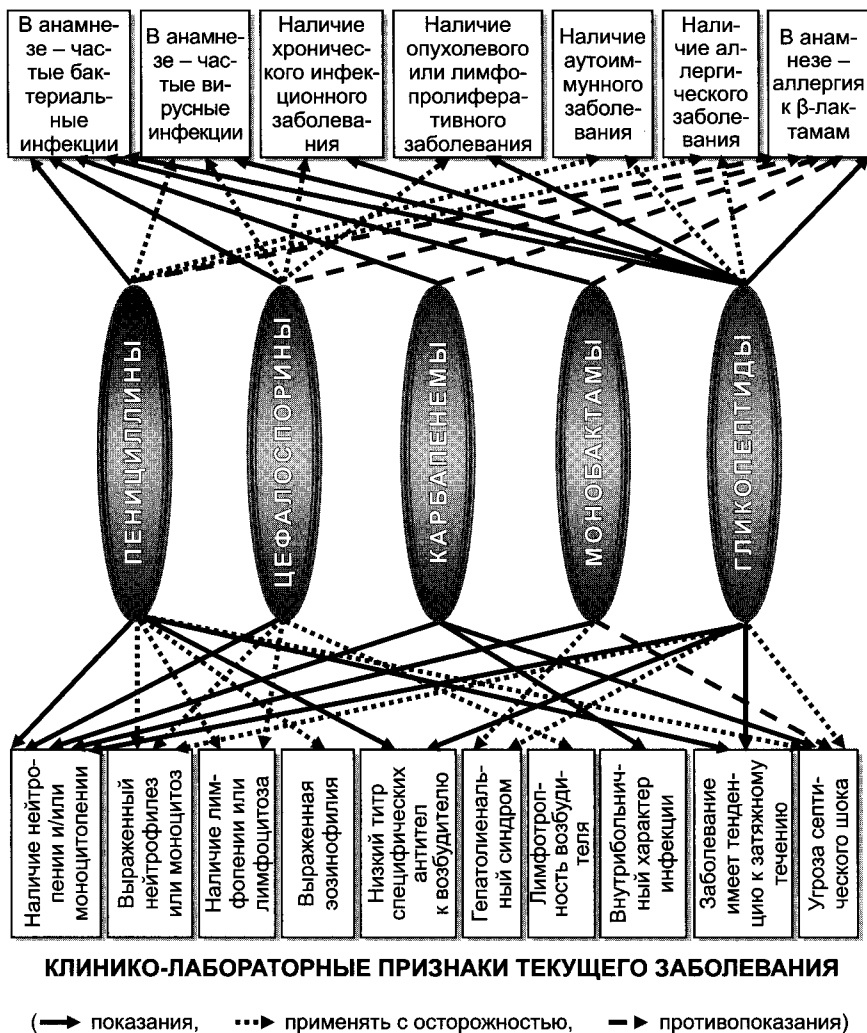 В анамне-
незе – ча-
стые бак-
териаль-
ные
инфекции
В анамне-
зе – час-
тые ви-
русные
инфекции
Наличие
хроничес-
кого инфек-
ционного
заболева-
ния
Наличие
опухолевого
или лимфо-
пролифера-
тивного
заболевания
Наличие
аутоим-
мунного
заболе-
вания
Нали-
чие ал-
лерги-
ческого
заболе-
вания
В анам-
незе –
аллергия
к β-лак-
тамам
ПЕНИЦИЛЛИНЫ
ЦЕФАЛОСПОРИНЫ
КАРБАПЕНЕМЫ
МОНОБАКТАМЫ
ГЛИКОПЕПТИДЫ
Наличие нейтро-
пении и/или
моноцитопении
Выраженный
нейтрофилез
или моноцитоз
Наличие лим-
фопении или
лимфоцитоза
Выраженная
эозинофилия
Низкий титр
специфических
антител
к возбудителю
Гепатолиеналь-
ный синдром
Лимфотроп-
ность возбуди-
теля
Внутрибольнич-
ный характер
инфекции
Заболевание
имеет тенден-
цию к затяжному
течению
Угроза септи-
ческого шока
КЛИНИКО-ЛАБОРАТОРНЫЕ ПРИЗНАКИ ТЕКУЩЕГО ЗАБОЛЕВАНИЯ
( показания, применять с осторожностью, противопоказания)